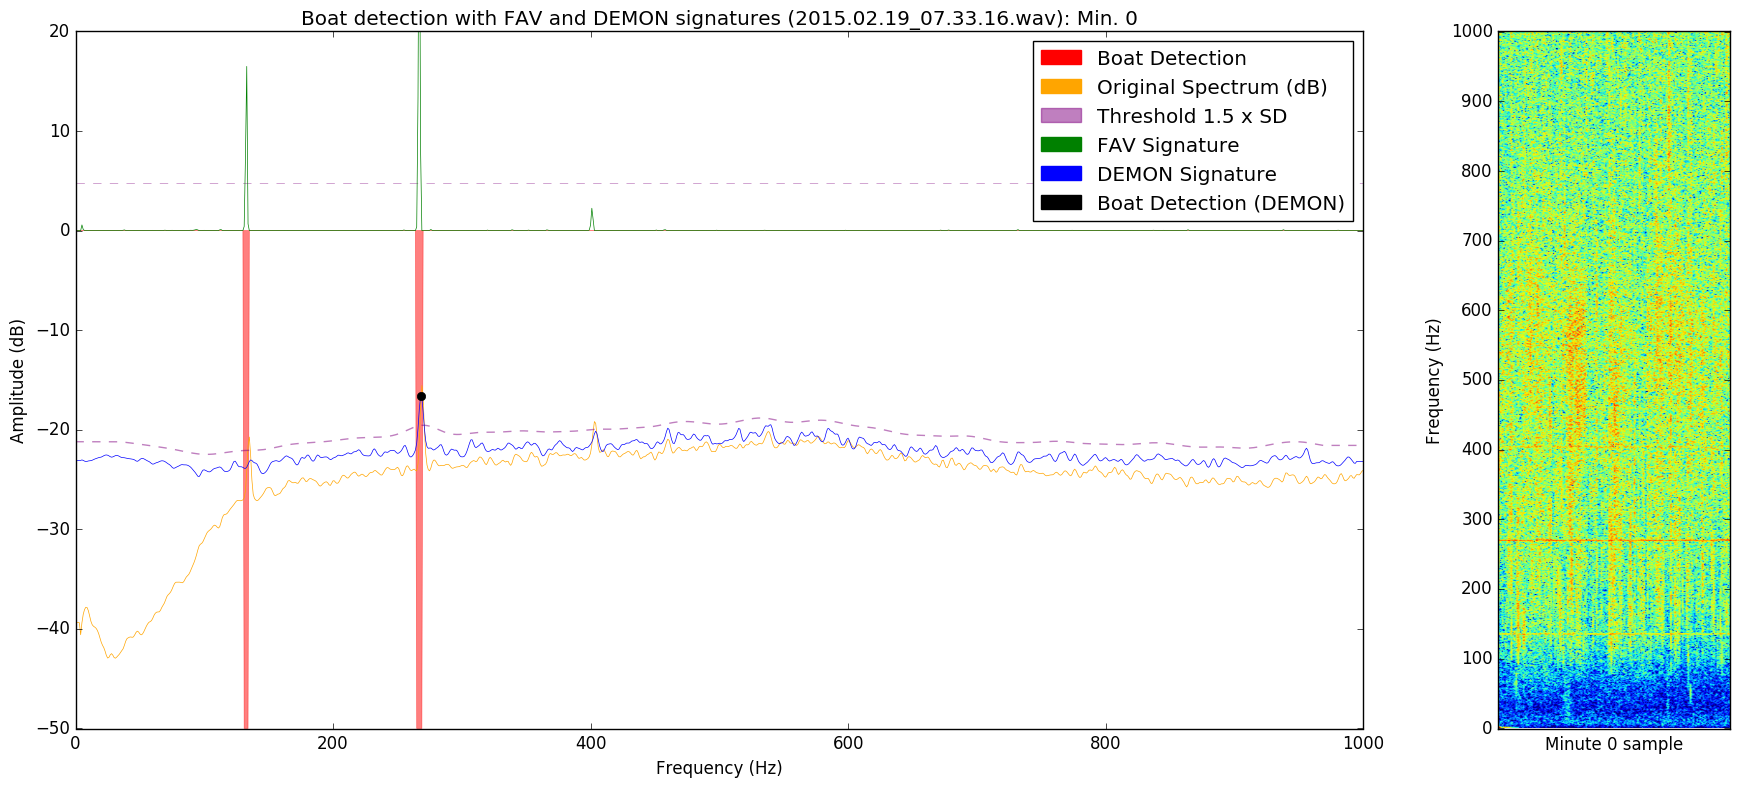 Boat detection with FAV and DEMON signatures (2015.02.19_07.33.16.wav): Min. 0
Boat Detection
Original Spectrum (dB)
Threshold 1.5 x SD
FAV Signature
DEMON Signature
Boat Detection (DEMON)
Amplitude (dB)
20
10
0
−10
−20
−30
−40
−50
0
200
400
600
800
1000
Frequency (Hz)
Frequency (Hz)
1000
900
800
700
600
500
400
300
200
100
0
Minute 0 sample